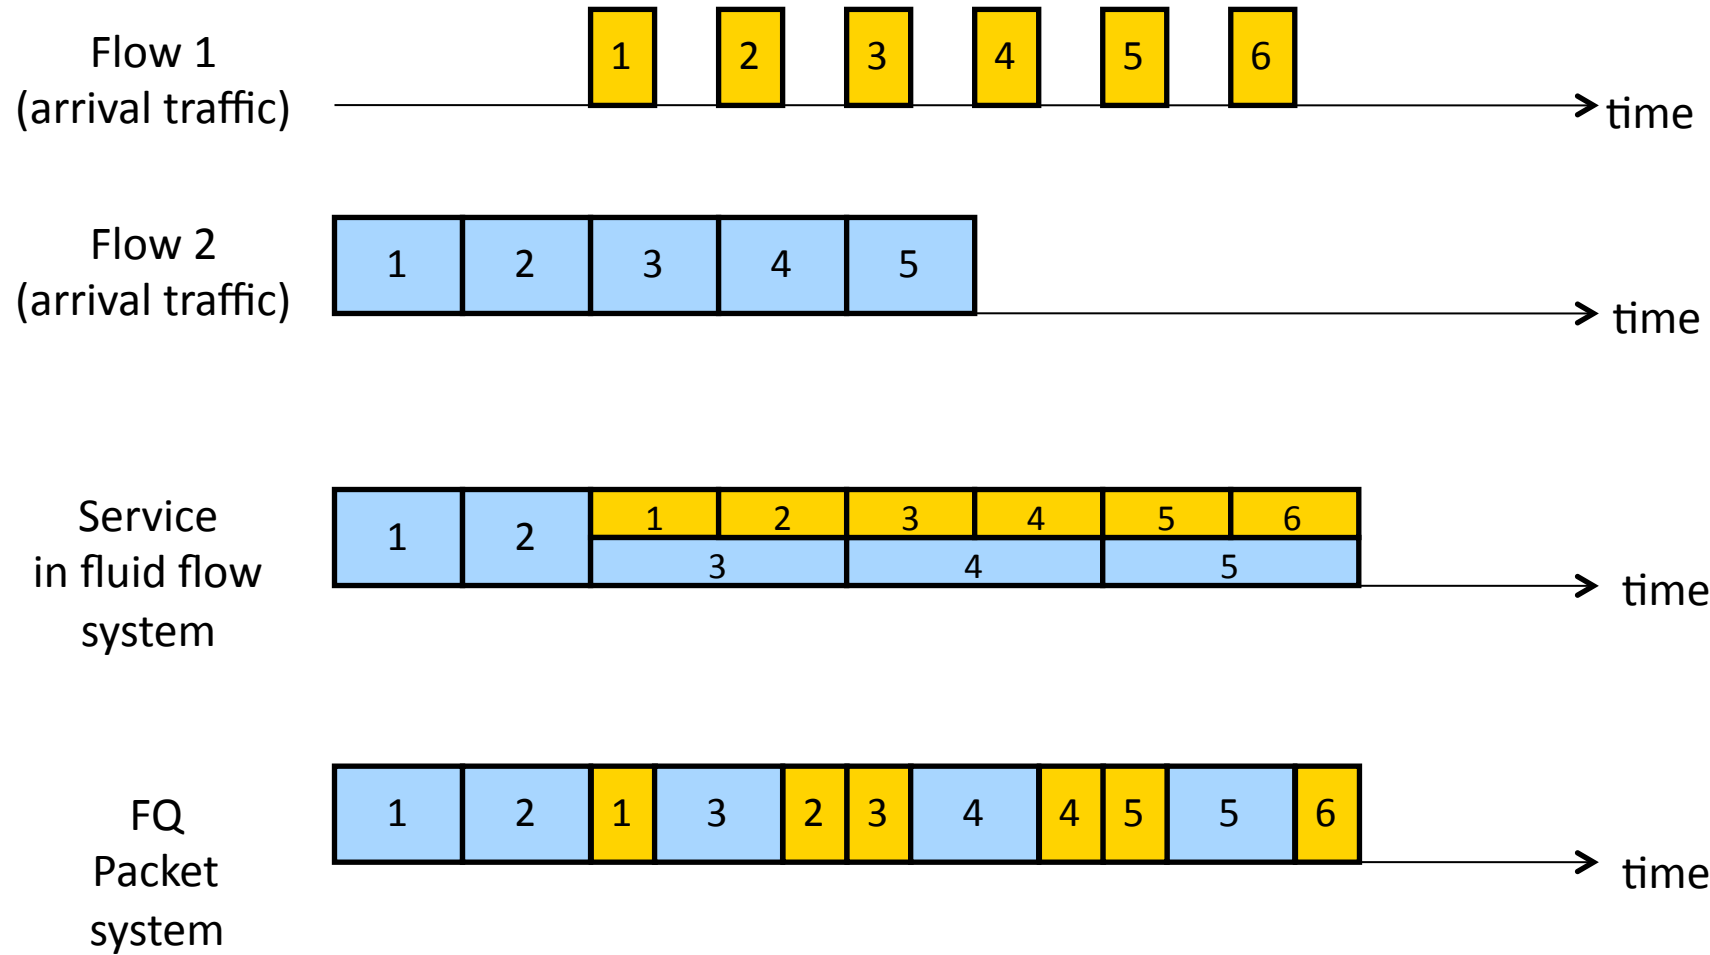 Flow 1
(arrival traffic)
1 2 3 4 5 6
time
Flow 2
(arrival traffic)
1 2 3 4 5
time
Service
in fluid flow
system
1 2
1 2 3 4 5 6
3 4 5
time
FQ
Packet
system
1 2 1 3 2 3 4 4 5 5 6
time